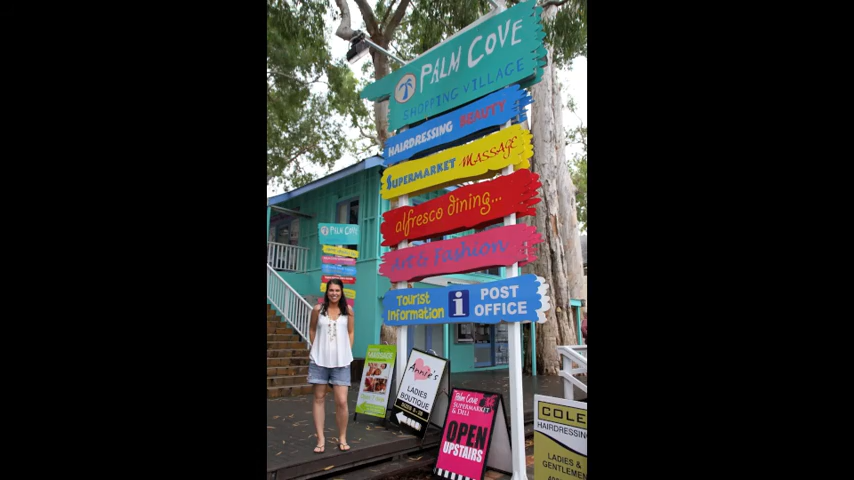 PALM COVE
SHOPPING VILLAGE
HAIRDRESSING BEAUTY
SUPERMARKET MASSAGE
alfresco dining...
Art & Fashion
Tourist
Information
i
POST
OFFICE
PALM COVE
Annie's
LADIES
BOUTIQUE
Palm Cove
SUPERMARKET
& DELI
OPEN
UPSTAIRS
COLE
HAIRDRESSING
LADIES &
GENTLEMEN